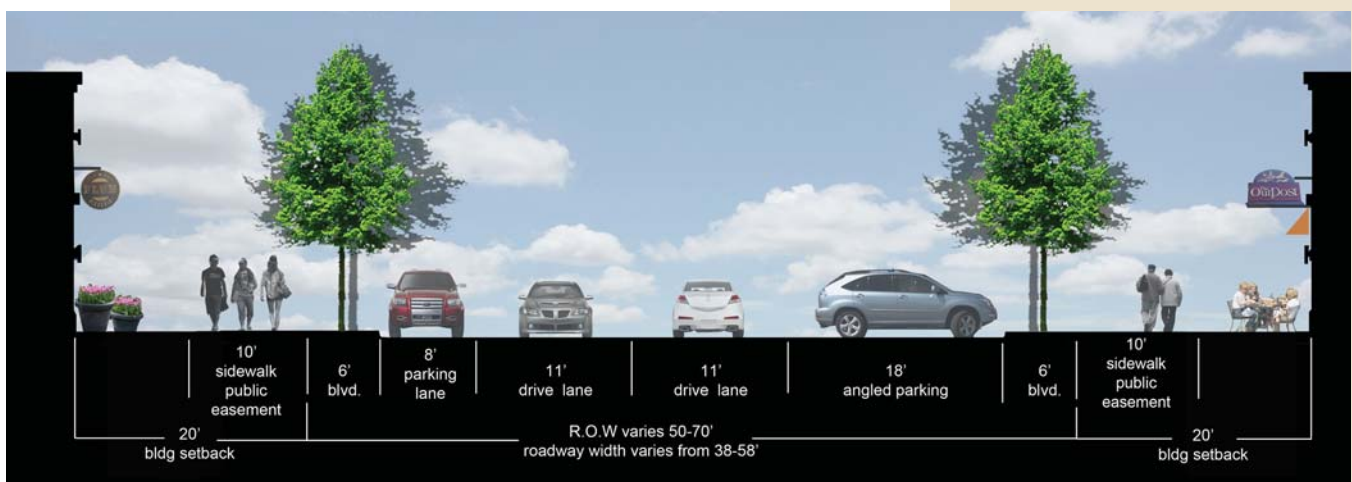 PLUM
OutPost
10'
sidewalk
public
easement
6'
blvd.
8'
parking
lane
11'
drive lane
11'
drive lane
18'
angled parking
6'
blvd.
10'
sidewalk
public
easement
20'
bldg setback
R.O.W varies 50-70'
roadway width varies from 38-58'
20'
bldg setback